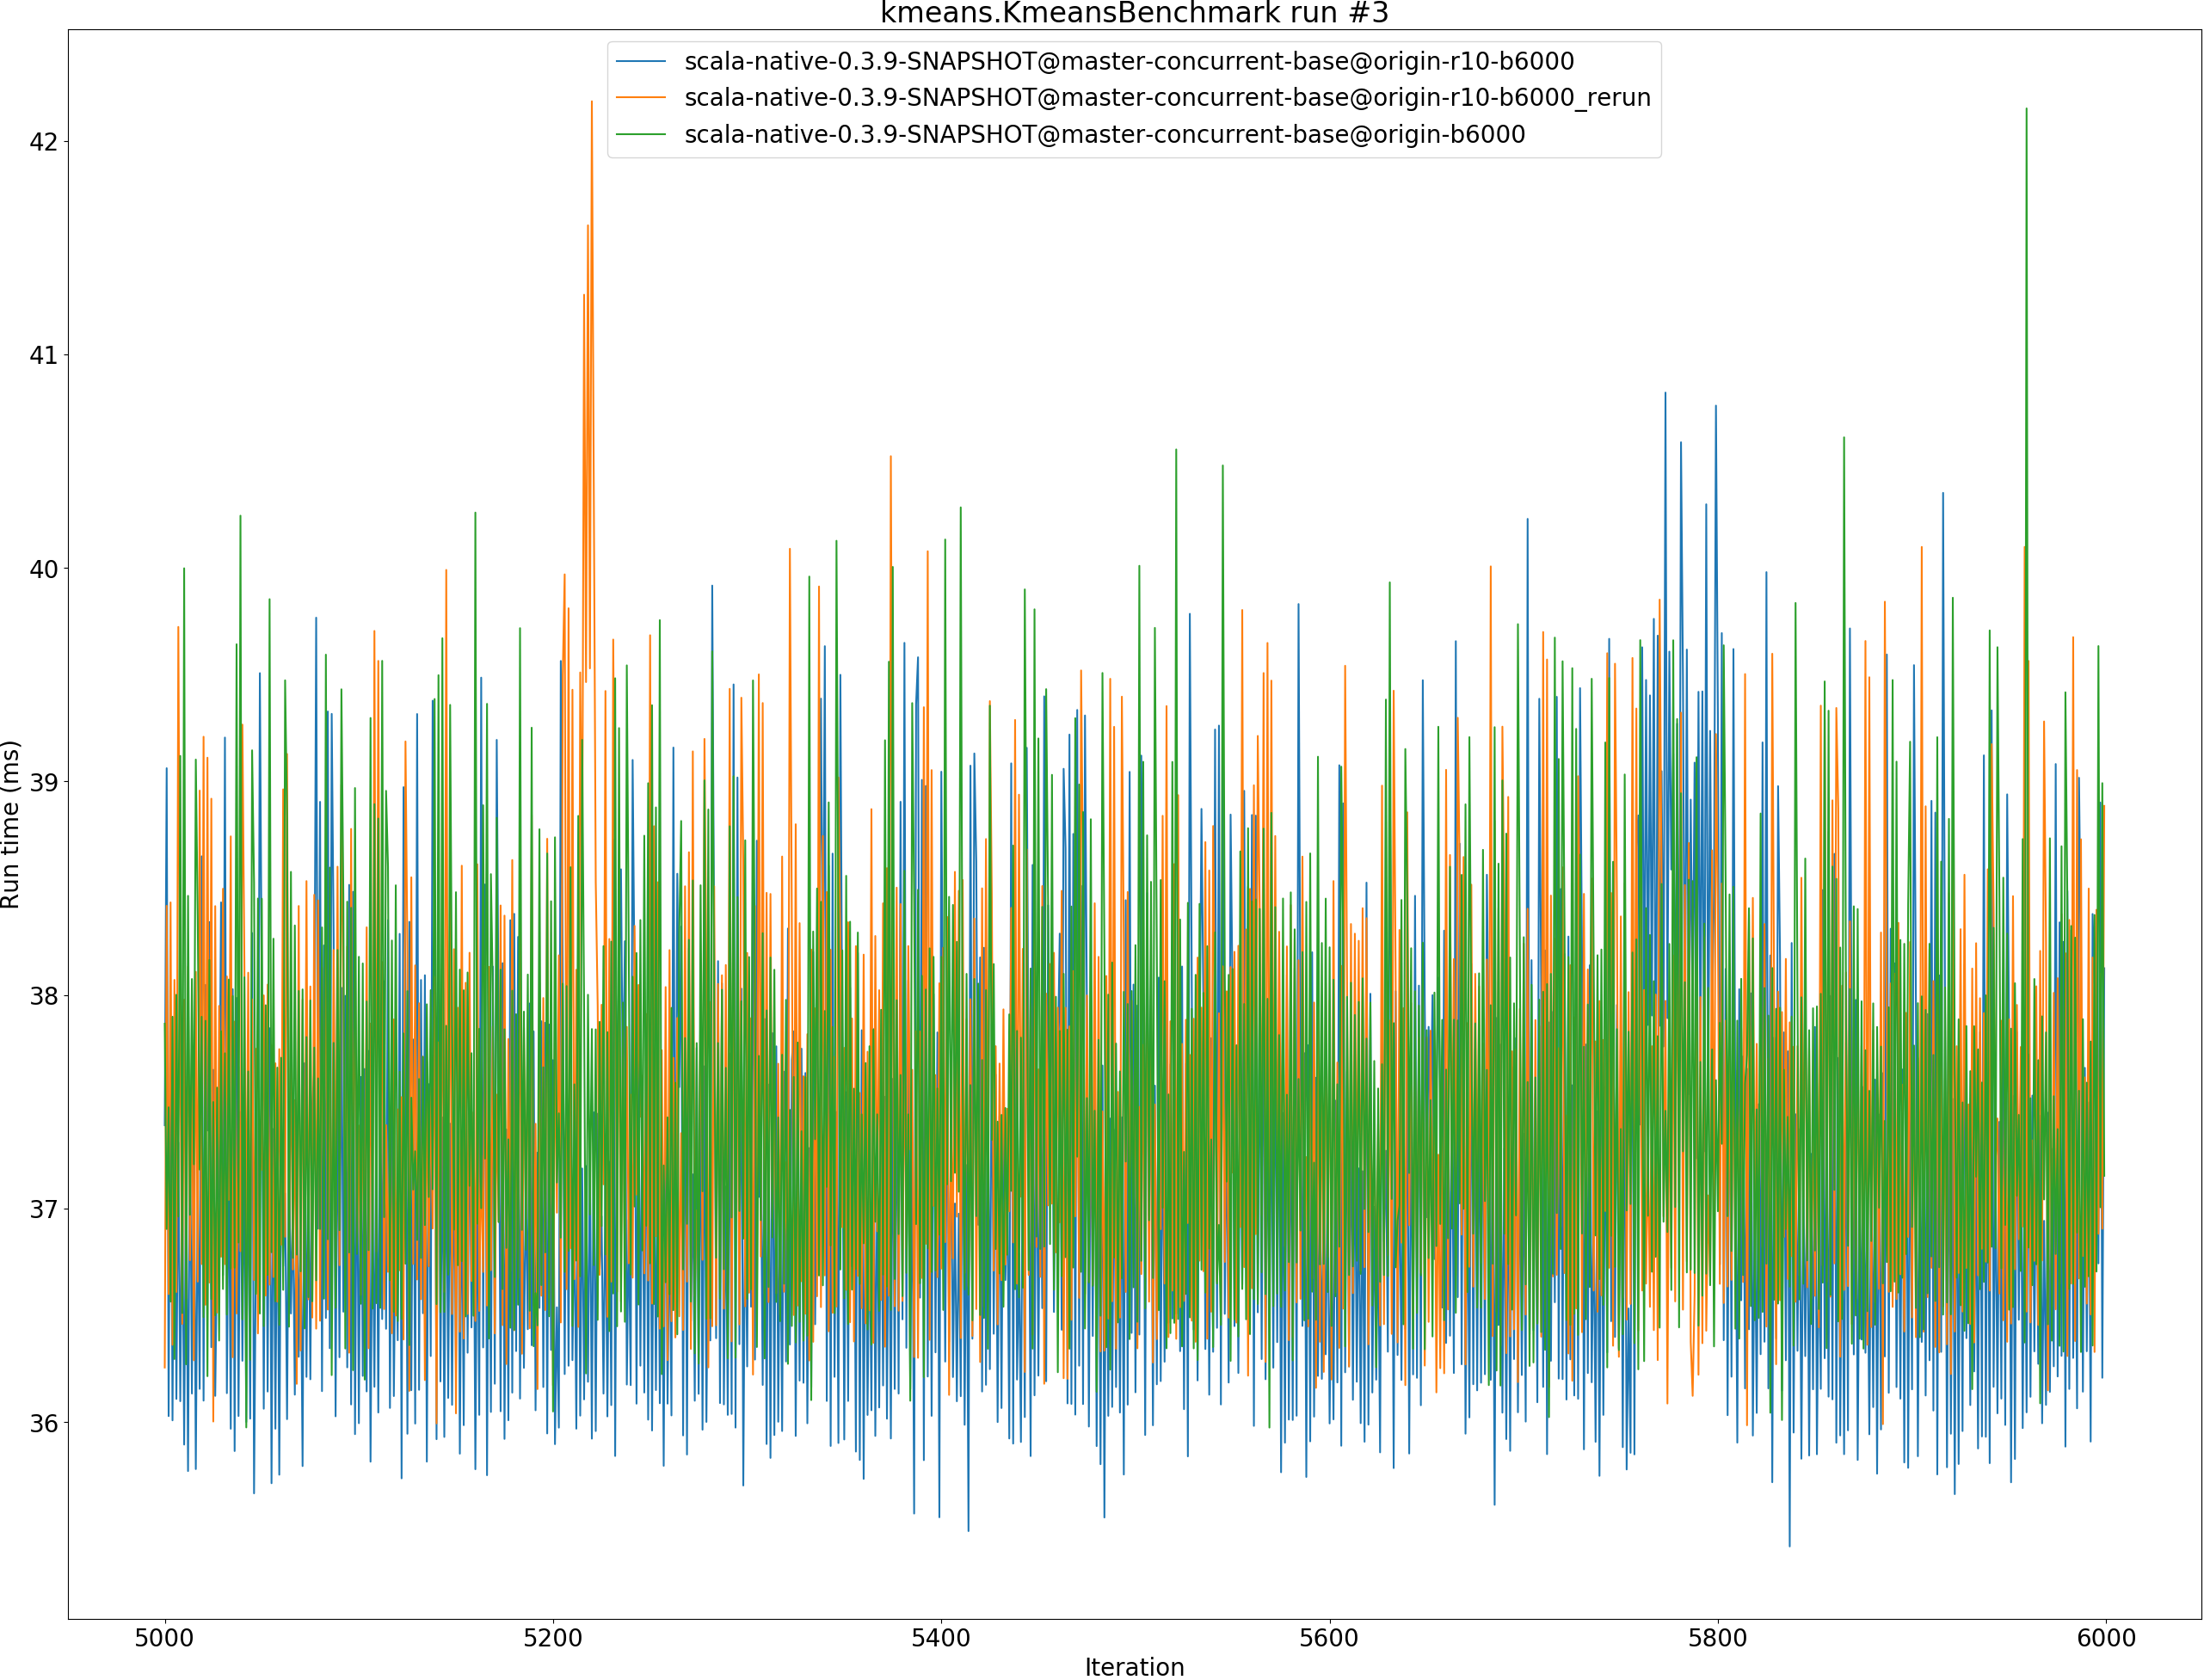 kmeans.KmeansBenchmark run #3
scala-native-0.3.9-SNAPSHOT@master-concurrent-base@origin-r10-b6000
scala-native-0.3.9-SNAPSHOT@master-concurrent-base@origin-r10-b6000_rerun
scala-native-0.3.9-SNAPSHOT@master-concurrent-base@origin-b6000
42
41
40
39
38
37
36
Run time (ms)
5000 5200 5400 5600 5800 6000
Iteration